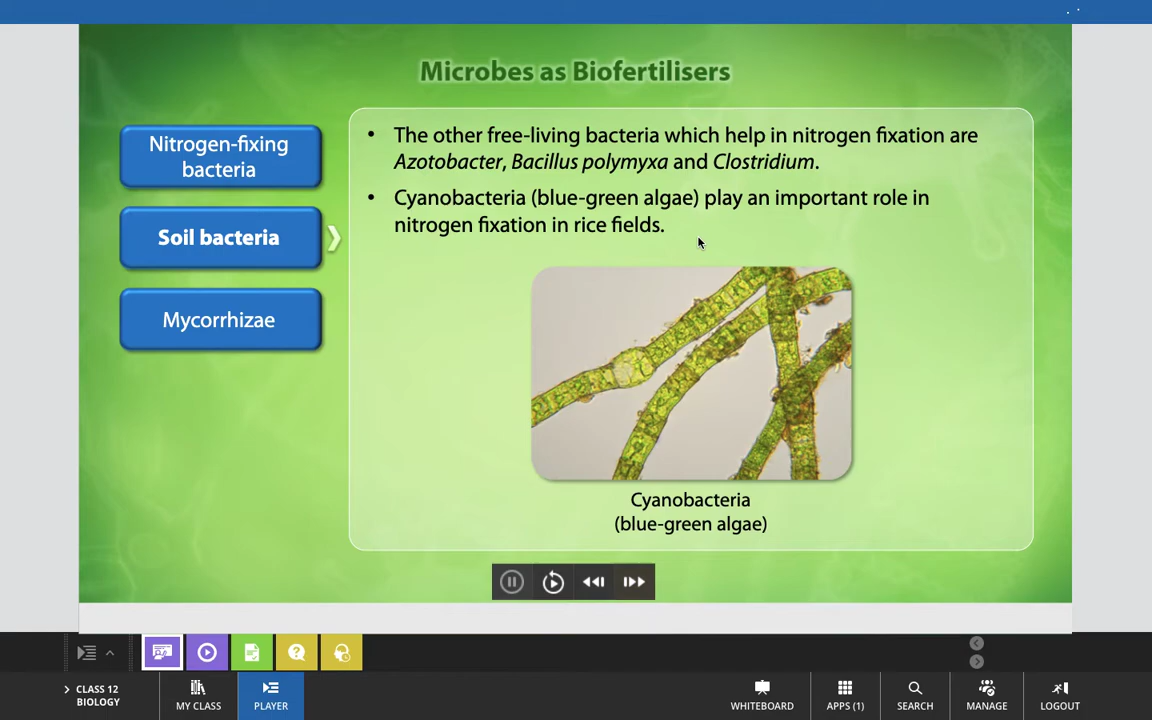 Microbes as Biofertilisers
Nitrogen-fixing
bacteria
Soil bacteria
Mycorrhizae
• The other free-living bacteria which help in nitrogen fixation are
Azotobacter, Bacillus polymyxa and Clostridium.
• Cyanobacteria (blue-green algae) play an important role in
nitrogen fixation in rice fields.
Cyanobacteria
(blue-green algae)
CLASS 12
BIOLOGY
MY CLASS
PLAYER
WHITEBOARD
APPS (1)
SEARCH
MANAGE
LOGOUT